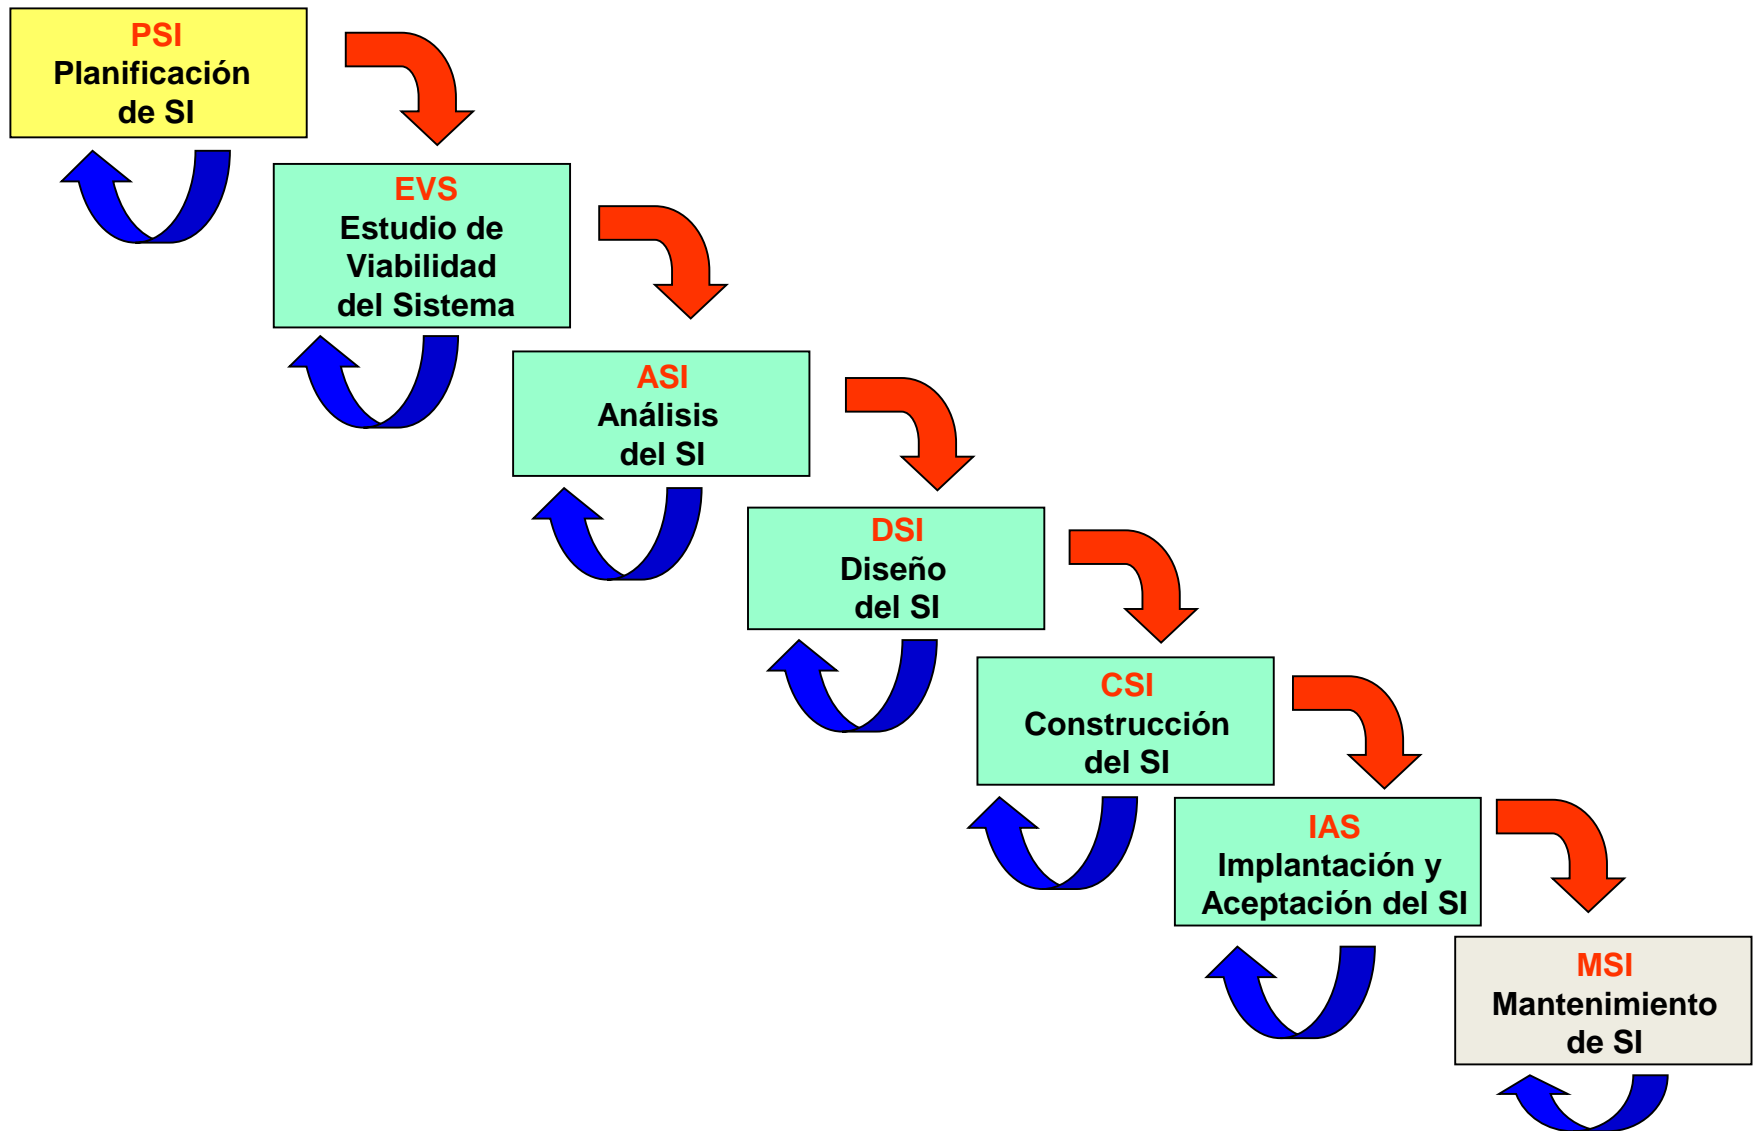 PSI
Planificación
de SI
EVS
Estudio de
Viabilidad
del Sistema
ASI
Análisis
del SI
DSI
Diseño
del SI
CSI
Construcción
del SI
IAS
Implantación y
Aceptación del SI
MSI
Mantenimiento
de SI